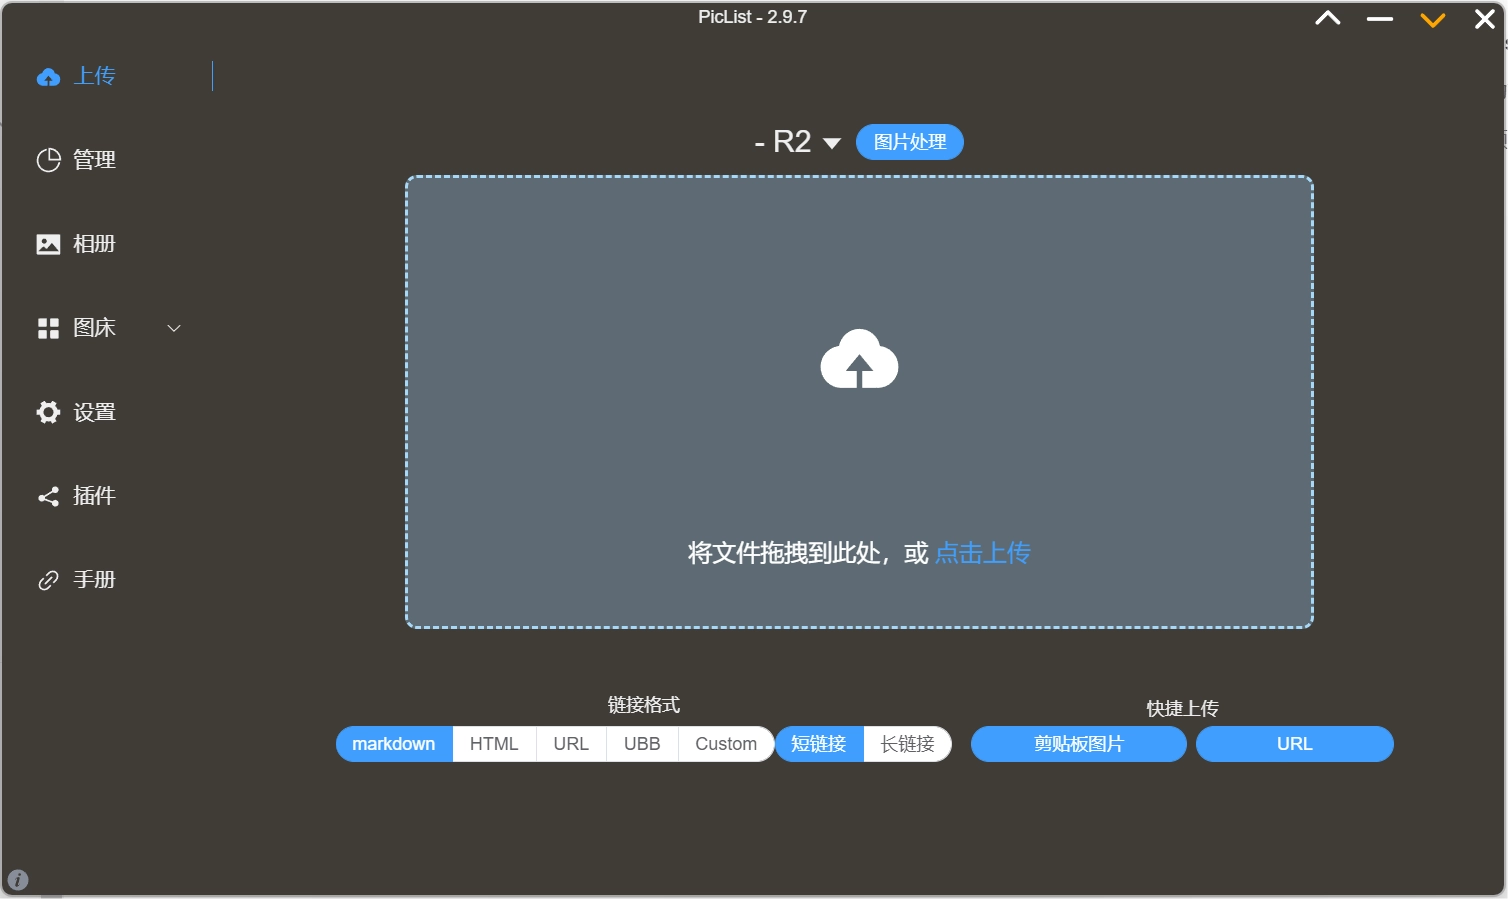 PicList - 2.9.7
上传
管理
相册
图床
设置
插件
手册
- R2
图片处理
将文件拖拽到此处，或 点击上传
链接格式
markdown HTML URL UBB Custom 短链接 长链接
快捷上传
剪贴板图片 URL